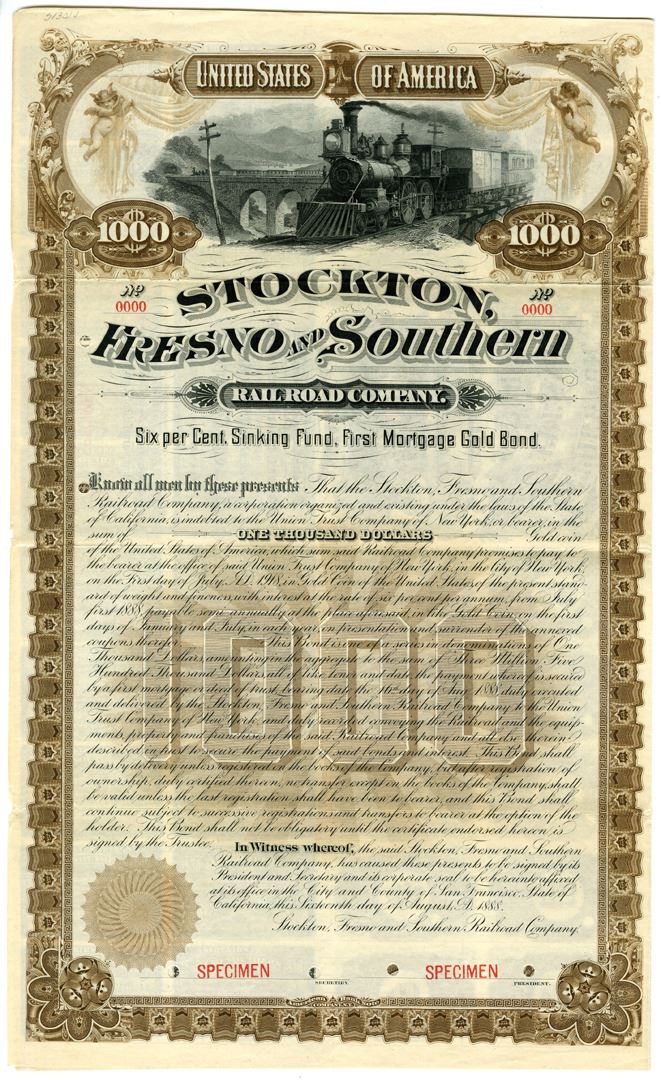 UNITED STATES OF AMERICA
1000 1000
No No
0000 0000
STOCKTON,
FRESNO AND Southern
RAILROAD COMPANY.
Six per Cent. Sinking Fund, First Mortgage Gold Bond.
Know all men by these presents That the Stockton, Fresno and Southern
Railroad Company, a corporation organized and existing under the laws of the State
of California, is indebted to the Union Trust Company of New York, or bearer, in the
sum of ONE THOUSAND DOLLARS Gold coin
of the United States of America, which sum said Railroad Company promises to pay to
the bearer at the office of said Union Trust Company of New York, in the City of New York,
on the First day of July, A.D. 1918, in Gold Coin of the United States of the present stand-
ard of weight and fineness, with interest at the rate of six per cent per annum, from July
first 1888 payable semi-annually at the place aforesaid, in like Gold Coin, on the first
days of January and July, in each year, on presentation and surrender of the annexed
coupons thereof. This Bond is one of a series in denominations of One
Thousand Dollars, amounting in the aggregate to the sum of Three Million, Five
Hundred Thousand Dollars, all of like tenor and date, the payment whereof is secured
by a first mortgage or deed of trust, bearing date the 16th day of Aug. 1888, duly executed
and delivered by the Stockton, Fresno and Southern Railroad Company, to the Union
Trust Company of New York, and duly recorded, conveying the Railroad, and the equip-
ments, property and franchises of the said Railroad Company, and also therein
described in trust to secure the payment of said bonds and interest. This Bond shall
pass by delivery unless registered in the books of the Company, but after registration of
ownership, duly certified thereon, no transfer except on the books of the Company, shall
be valid unless the last registration shall have been to bearer, and this Bond shall
continue subject to successive registrations and transfers to bearer at the option of the
holder. This Bond shall not be obligatory until the certificate endorsed hereon is
signed by the Trustee.
In Witness whereof, the said Stockton, Fresno and Southern
Railroad Company, has caused these presents to be signed by its
President and Secretary and its corporate seal to be hereinto affixed
at its office in the City and County of San Francisco, State of
California, this Sixteenth day of August, A.D. 1888.
Stockton, Fresno and Southern Railroad Company.
SPECIMEN SPECIMEN
SECRETARY. PRESIDENT.
1000